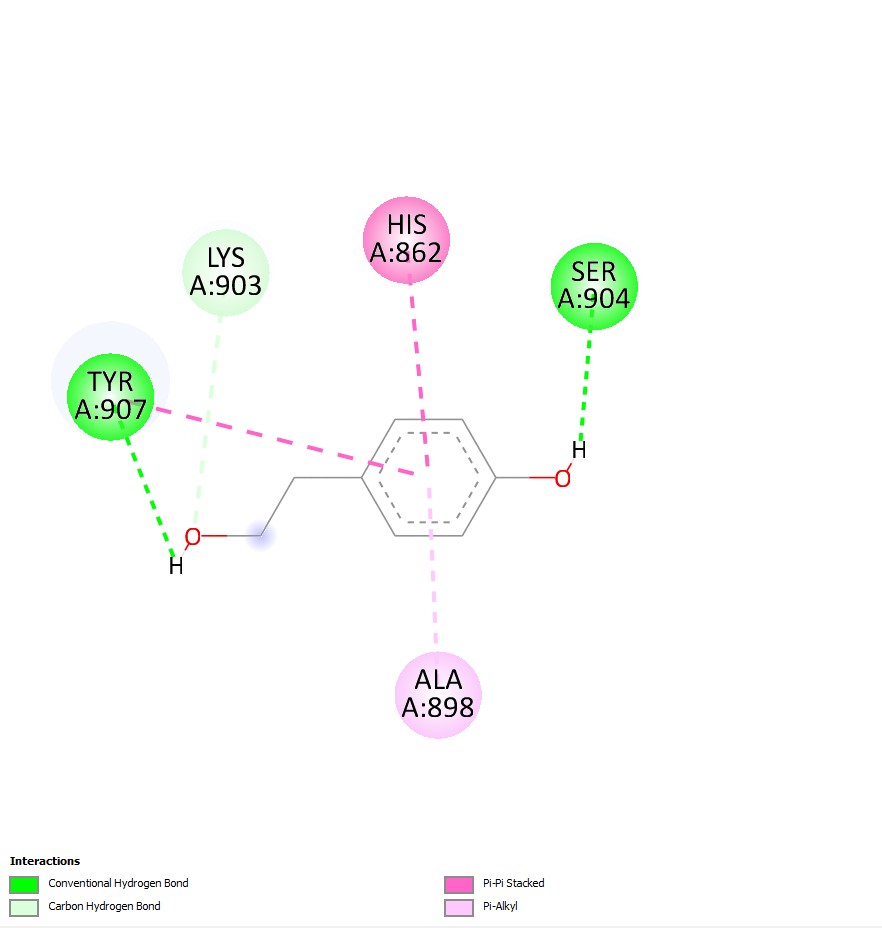 HIS
A:862
LYS
A:903
SER
A:904
TYR
A:907
H
O
O
H
ALA
A:898
Interactions
Conventional Hydrogen Bond
Carbon Hydrogen Bond
Pi-Pi Stacked
Pi-Alkyl